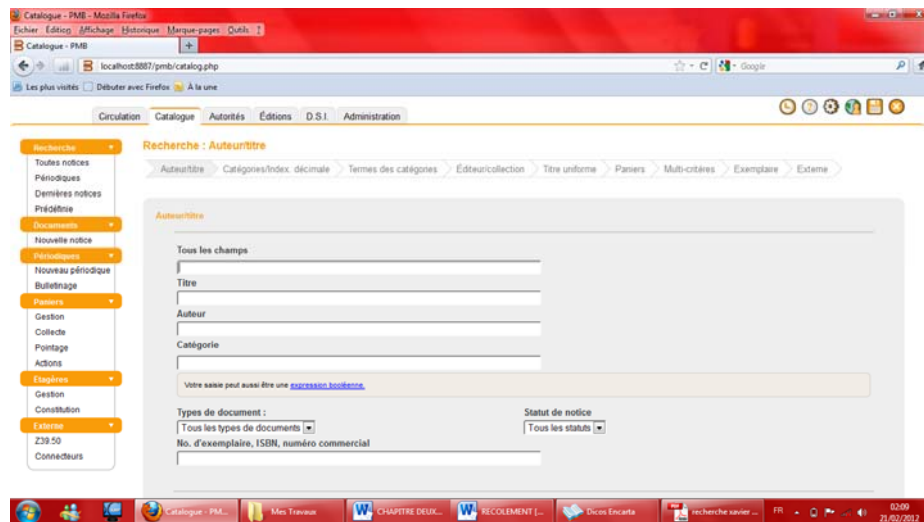 Catalogue - PMB - Mozilla Firefox
Fichier Édition Affichage Historique Marque-pages Outils ?
Catalogue - PMB
localhost:8887/pmb/catalog.php
Google
Les plus visités Débuter avec Firefox À la une
Circulation Catalogue Autorités Éditions D.S.I. Administration
Recherche
Toutes notices
Périodiques
Dernières notices
Prédéfinie
Documents
Nouvelle notice
Périodiques
Nouveau périodique
Bulletinage
Paniers
Gestion
Collecte
Pointage
Actions
Etagères
Gestion
Constitution
Externe
Z39.50
Connecteurs
Recherche : Auteur/titre
Auteur/titre Catégories/Index. décimale Termes des catégories Éditeur/collection Titre uniforme Paniers Multi-critères Exemplaire Externe
Auteur/titre
Tous les champs
Titre
Auteur
Catégorie
Votre saisie peut aussi être une expression booléenne.
Types de document : Statut de notice
Tous les types de documents Tous les statuts
No. d'exemplaire, ISBN, numéro commercial
Catalogue - PM... Mes Travaux CHAPITRE DEUX... RECOLEMENT [... Dicos Encarta recherche savier ... FR 02:09
21/02/2012